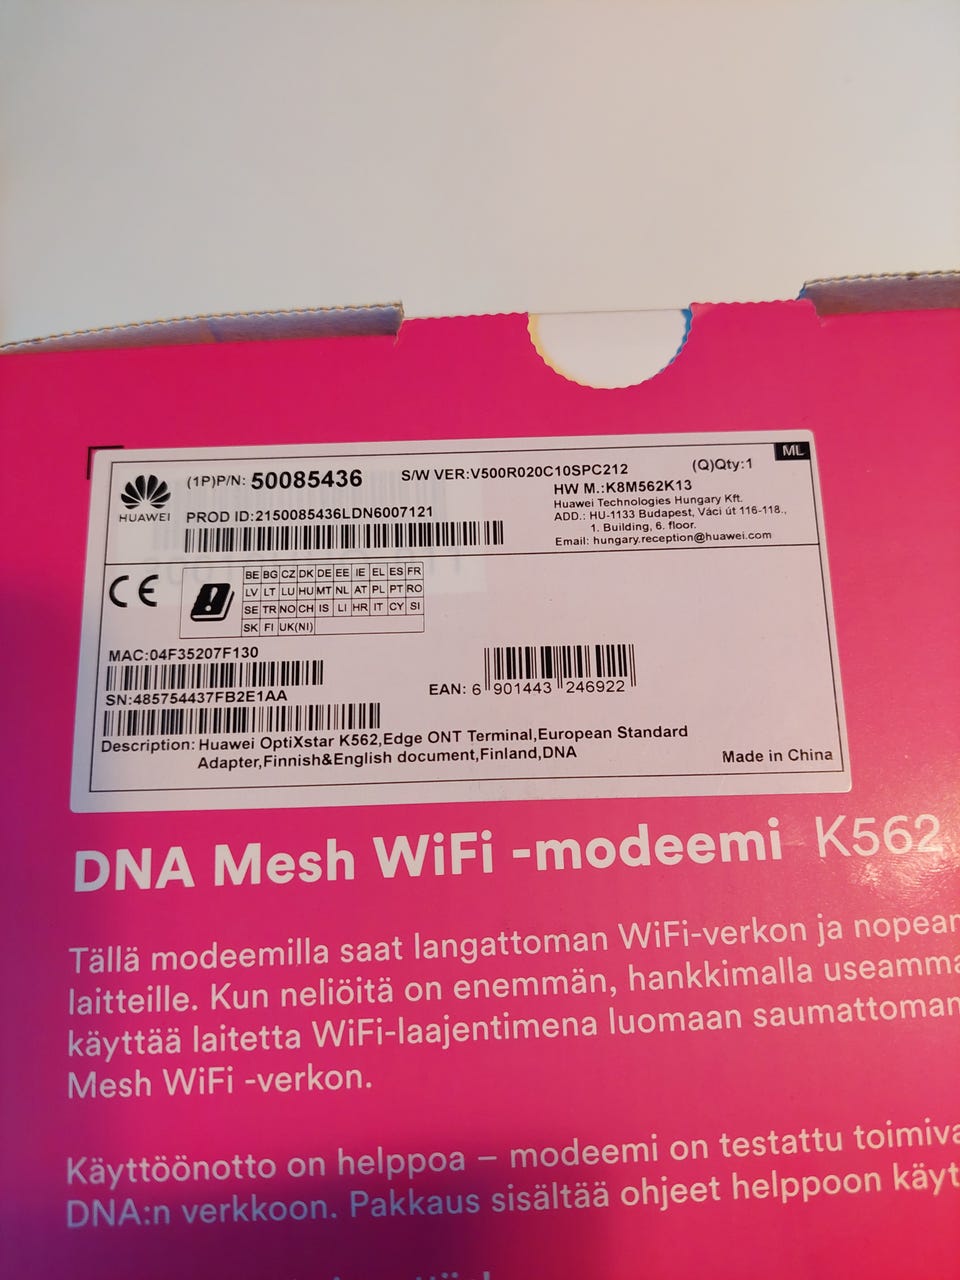 ML
(1P)P/N: 50085436 S/W VER:V500R020C10SPC212 (Q)Qty:1
HUAWEI
HW M.:K8M562K13
PROD ID:2150085436LDN6007121
Huawei Technologies Hungary Kft.
ADD.: HU-1133 Budapest, Váci út 116-118.,
1. Building, 6. floor.
Email: hungary.reception@huawei.com
CE
BE BG CZ DK DE EE IE EL ES FR
LV LT LU HU MT NL AT PL PT RO
SE TR NO CH IS LI HR IT CY SI
SK FI UK(NI)
MAC:04F35207F130
SN:485754437FB2E1AA
EAN: 6 901443 246922
Description: Huawei OptiXstar K562,Edge ONT Terminal,European Standard
Adapter,Finnish&English document,Finland,DNA
Made in China
DNA Mesh WiFi -modeemi K562
Tällä modeemilla saat langattoman WiFi-verkon ja nopean
laitteille. Kun neliöitä on enemmän, hankkimalla useamma
käyttää laitetta WiFi-laajentimena luomaan saumattoman
Mesh WiFi -verkon.
Käyttöönotto on helppoa – modeemi on testattu toimiva
DNA:n verkkoon. Pakkaus sisältää ohjeet helppoon käyt